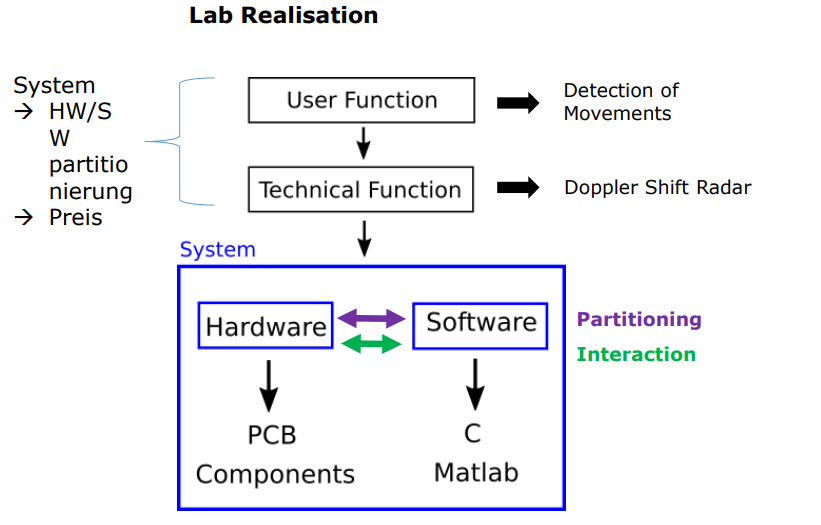 Lab Realisation
System
→ HW/S
W
partitio
nierung
→ Preis
User Function
Detection of
Movements
Technical Function
Doppler Shift Radar
System
Hardware
Software
Partitioning
Interaction
PCB
Components
C
Matlab